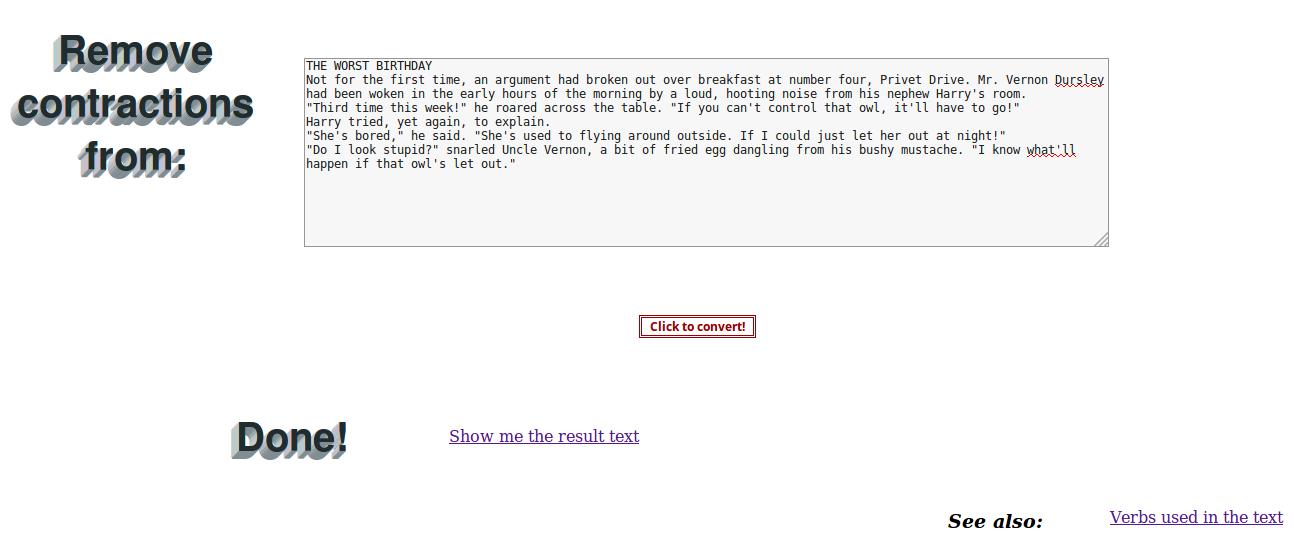 Remove
contractions
from:
THE WORST BIRTHDAY
Not for the first time, an argument had broken out over breakfast at number four, Privet Drive. Mr. Vernon Dursley
had been woken in the early hours of the morning by a loud, hooting noise from his nephew Harry's room.
"Third time this week!" he roared across the table. "If you can't control that owl, it'll have to go!"
Harry tried, yet again, to explain.
"She's bored," he said. "She's used to flying around outside. If I could just let her out at night!"
"Do I look stupid?" snarled Uncle Vernon, a bit of fried egg dangling from his bushy mustache. "I know what'll
happen if that owl's let out."
Click to convert!
Done!
Show me the result text
See also:
Verbs used in the text